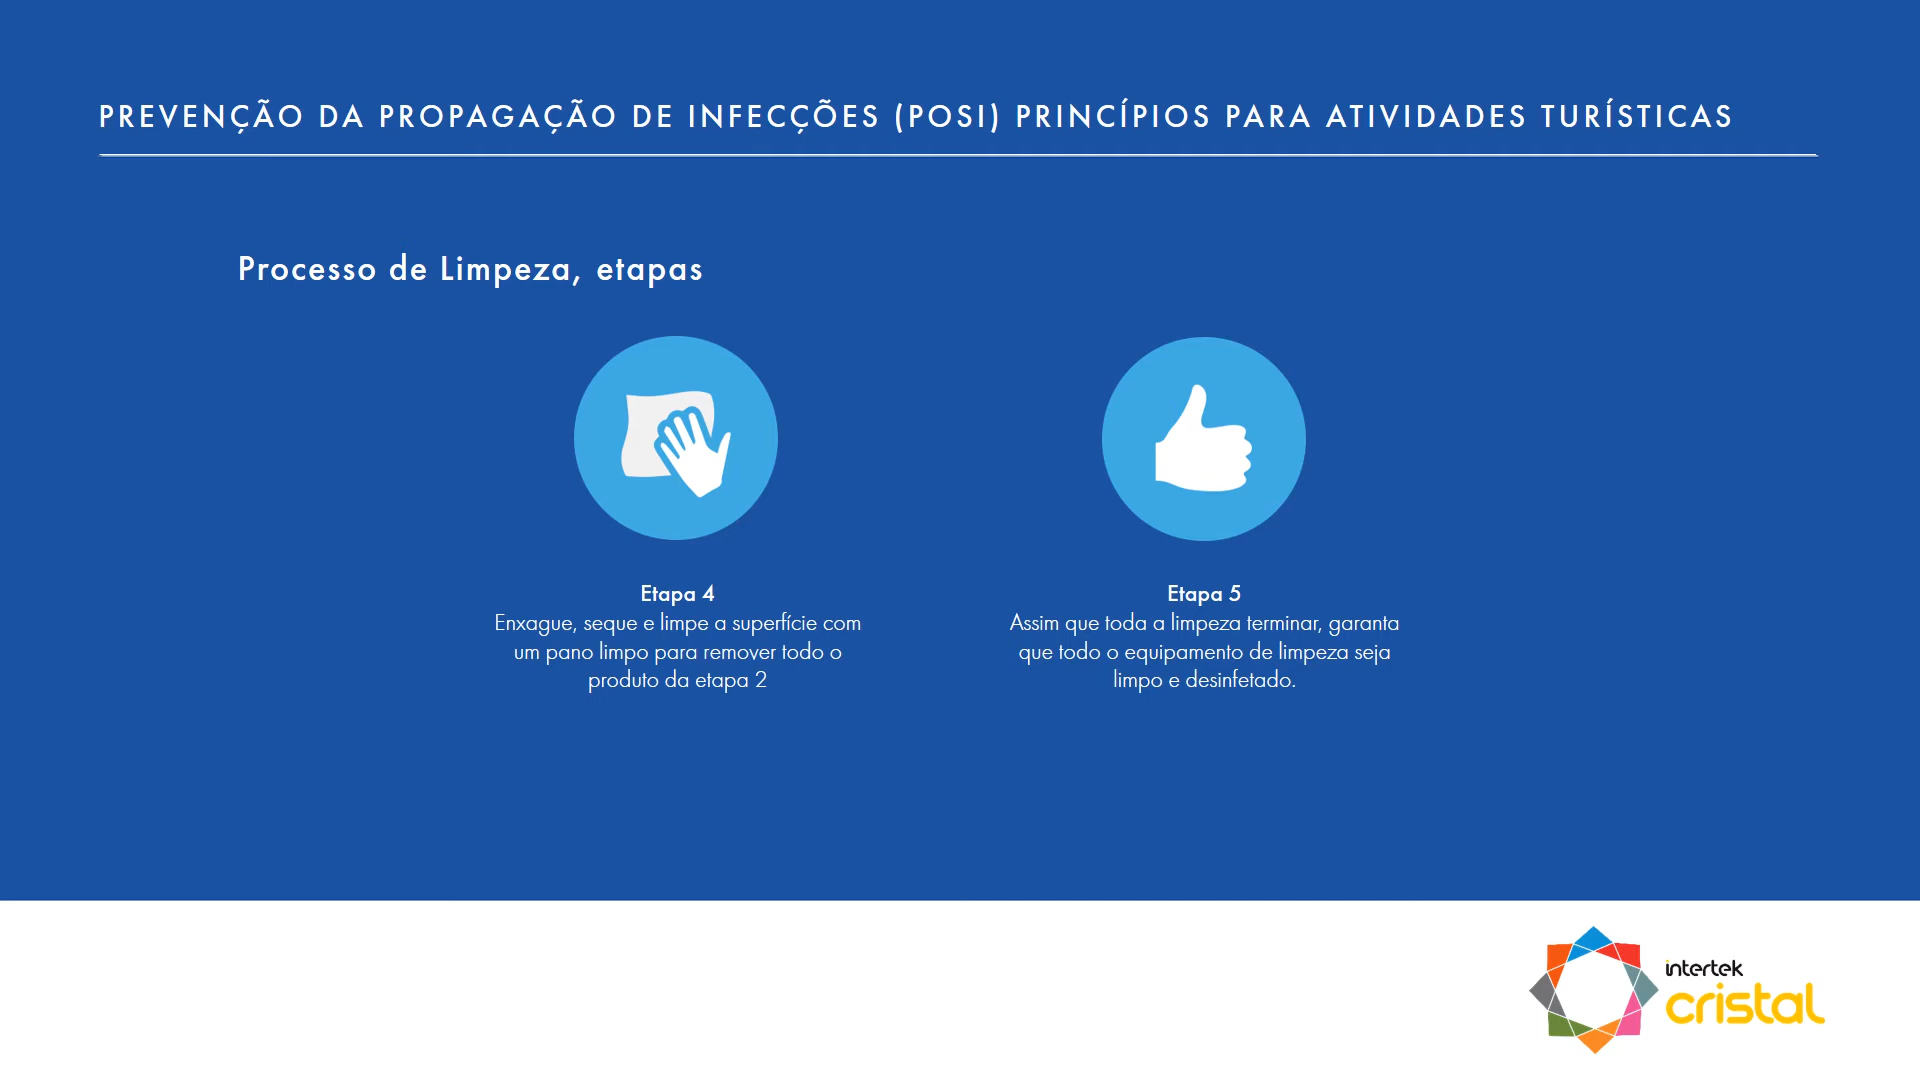 PREVENÇÃO DA PROPAGAÇÃO DE INFECÇÕES (POSI) PRINCÍPIOS PARA ATIVIDADES TURÍSTICAS
Processo de Limpeza, etapas
Etapa 4
Enxague, seque e limpe a superfície com
um pano limpo para remover todo o
produto da etapa 2
Etapa 5
Assim que toda a limpeza terminar, garanta
que todo o equipamento de limpeza seja
limpo e desinfetado.
intertek
cristal